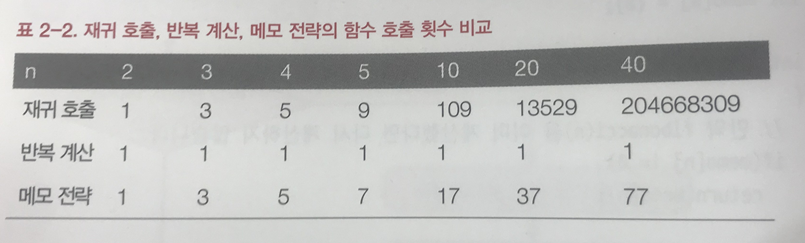 표 2-2. 재귀 호출, 반복 계산, 메모 전략의 함수 호출 횟수 비교
n 2 3 4 5 10 20 40
재귀 호출 1 3 5 9 109 13529 204668309
반복 계산 1 1 1 1 1 1 1
메모 전략 1 3 5 7 17 37 77